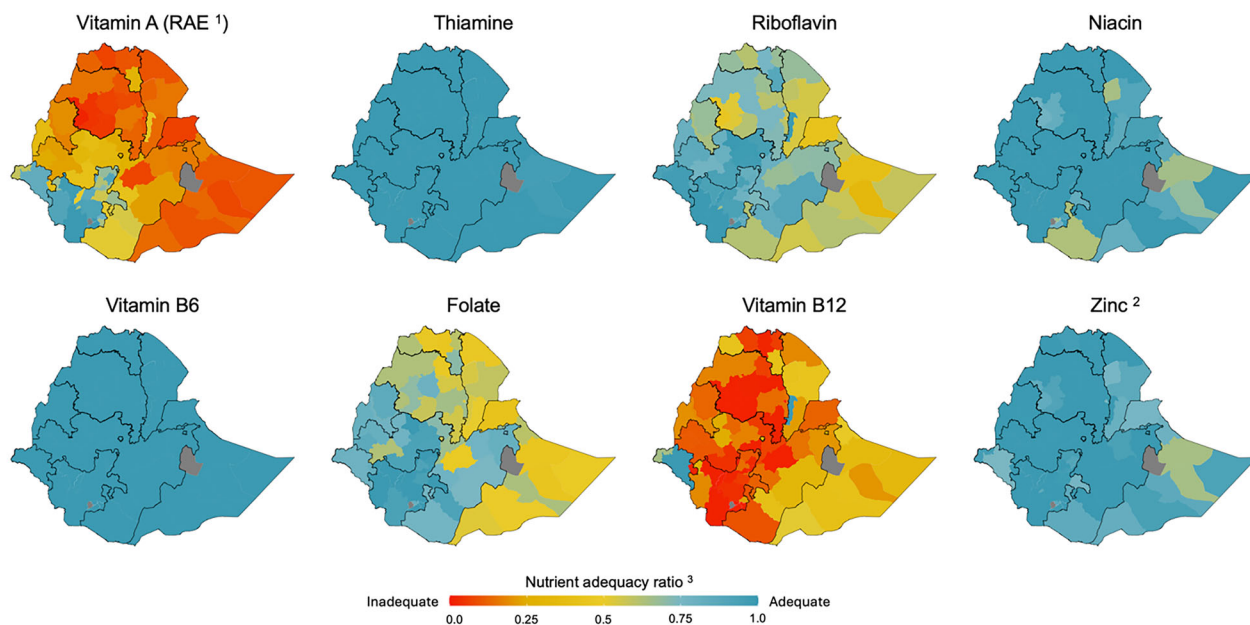 Vitamin A (RAE ¹)
Thiamine
Riboflavin
Niacin
Vitamin B6
Folate
Vitamin B12
Zinc ²
Nutrient adequacy ratio ³
Inadequate
Adequate
0.0 0.25 0.5 0.75 1.0